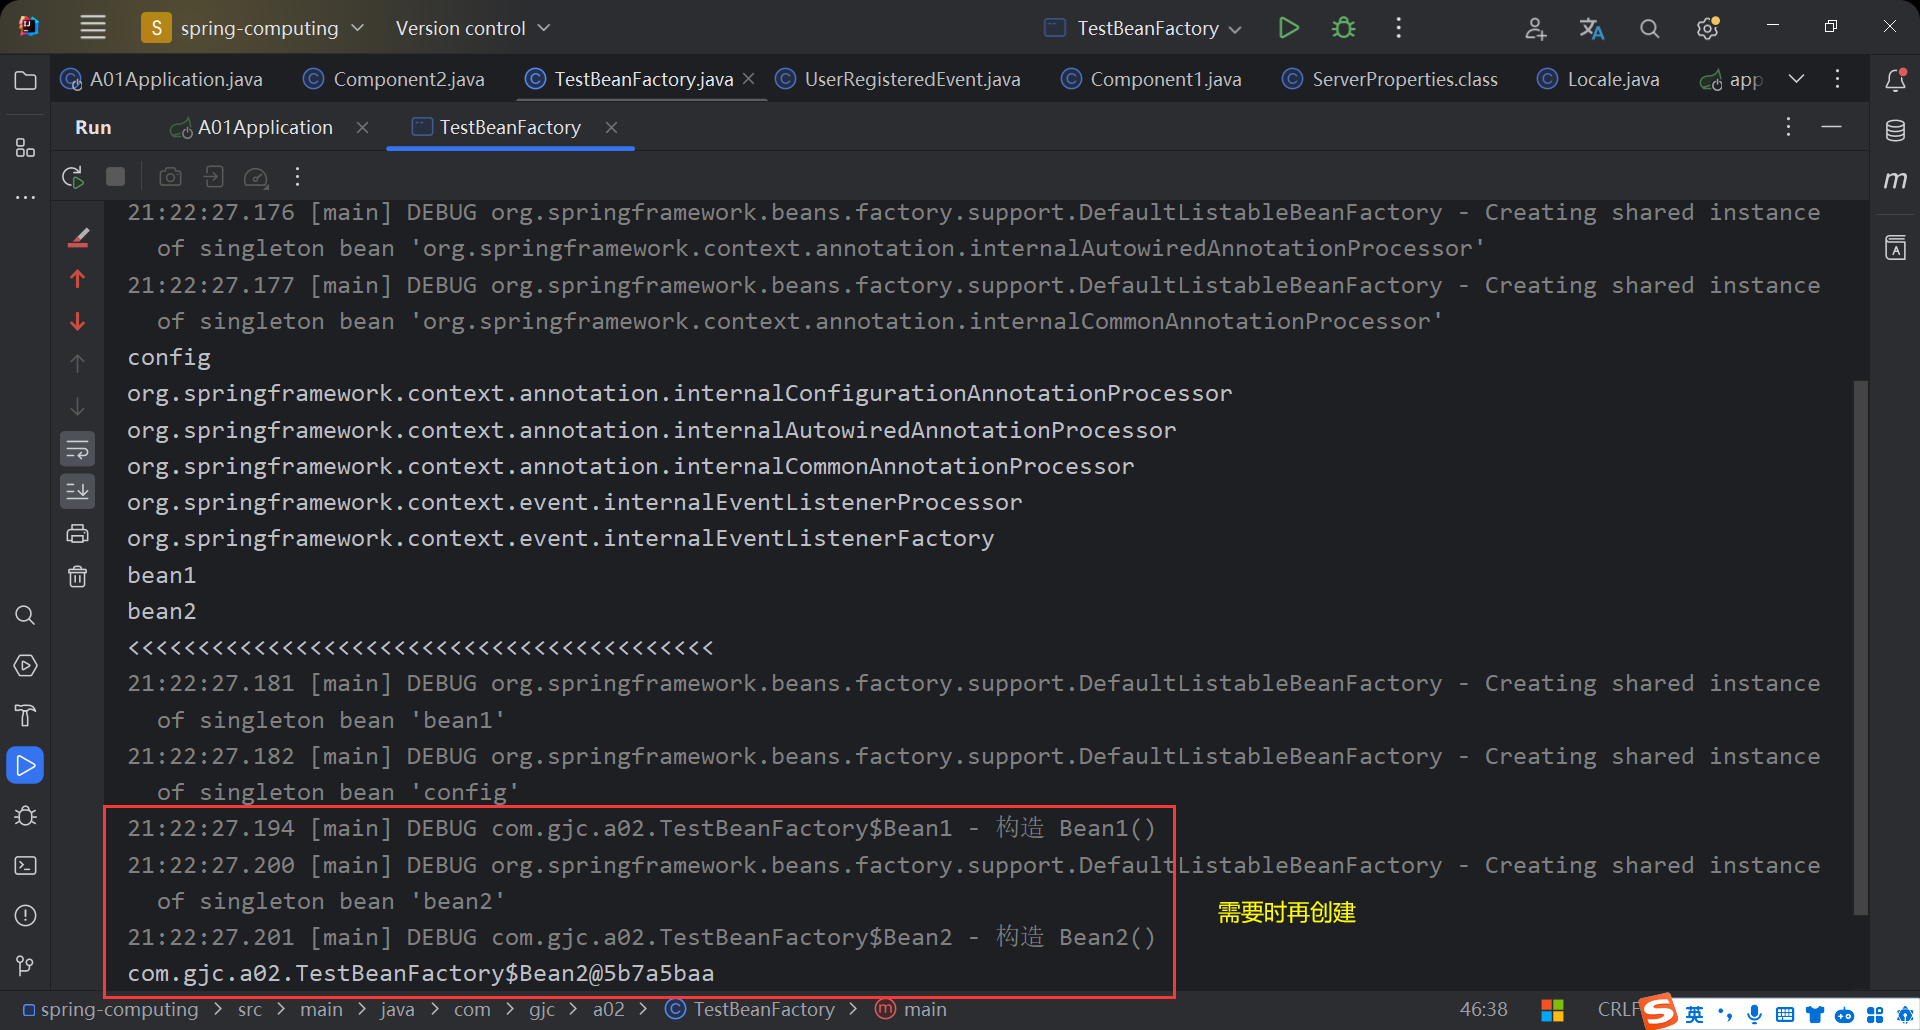 S spring-computing Version control TestBeanFactory
A01Application.java Component2.java TestBeanFactory.java UserRegisteredEvent.java Component1.java ServerProperties.class Locale.java app
Run A01Application TestBeanFactory
21:22:27.176 [main] DEBUG org.springframework.beans.factory.support.DefaultListableBeanFactory - Creating shared instance
of singleton bean 'org.springframework.context.annotation.internalAutowiredAnnotationProcessor'
21:22:27.177 [main] DEBUG org.springframework.beans.factory.support.DefaultListableBeanFactory - Creating shared instance
of singleton bean 'org.springframework.context.annotation.internalCommonAnnotationProcessor'
config
org.springframework.context.annotation.internalConfigurationAnnotationProcessor
org.springframework.context.annotation.internalAutowiredAnnotationProcessor
org.springframework.context.annotation.internalCommonAnnotationProcessor
org.springframework.context.event.internalEventListenerProcessor
org.springframework.context.event.internalEventListenerFactory
bean1
bean2
<<<<<<<<<<<<<<<<<<<<<<<<<<<<<<<<<<<<<<<<<<
21:22:27.181 [main] DEBUG org.springframework.beans.factory.support.DefaultListableBeanFactory - Creating shared instance
of singleton bean 'bean1'
21:22:27.182 [main] DEBUG org.springframework.beans.factory.support.DefaultListableBeanFactory - Creating shared instance
of singleton bean 'config'
21:22:27.194 [main] DEBUG com.gjc.a02.TestBeanFactory$Bean1 - 构造 Bean1()
21:22:27.200 [main] DEBUG org.springframework.beans.factory.support.DefaultListableBeanFactory - Creating shared instance
of singleton bean 'bean2'
需要时再创建
21:22:27.201 [main] DEBUG com.gjc.a02.TestBeanFactory$Bean2 - 构造 Bean2()
com.gjc.a02.TestBeanFactory$Bean2@5b7a5baa
spring-computing > src > main > java > com > gjc > a02 > TestBeanFactory > main 46:38 CRLF 英